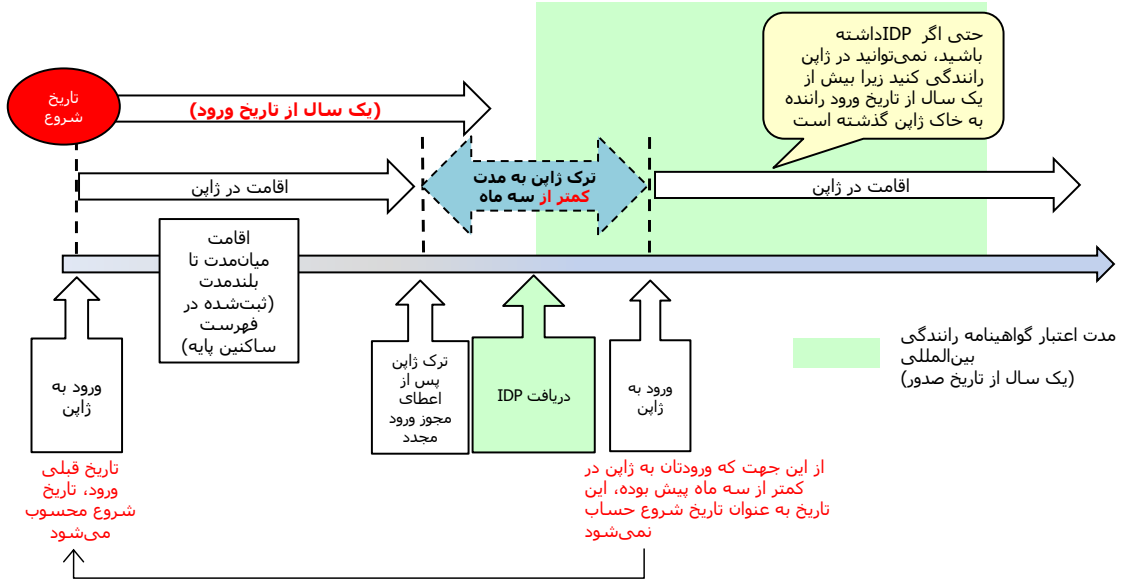 حتی اگر IDPداشته
باشید، نمی‌توانید در ژاپن
رانندگی کنید زیرا بیش از
یک سال از تاریخ ورود راننده
به خاک ژاپن گذشته است
تاریخ
شروع
(یک سال از تاریخ ورود)
اقامت در ژاپن
ترک ژاپن به مدت
کمتر از سه ماه
اقامت در ژاپن
اقامت
میان‌مدت تا
بلندمدت
(ثبت‌شده در
فهرست
ساکنین پایه)
ورود به
ژاپن
ترک ژاپن
پس از
اعطای
مجوز ورود
مجدد
دریافت IDP
ورود به
ژاپن
مدت اعتبار گواهینامه رانندگی
بین‌المللی
(یک سال از تاریخ صدور)
تاریخ قبلی
ورود، تاریخ
شروع محسوب
می‌شود
از این جهت که ورودتان به ژاپن در
کمتر از سه ماه پیش بوده، این
تاریخ به عنوان تاریخ شروع حساب
نمی‌شود